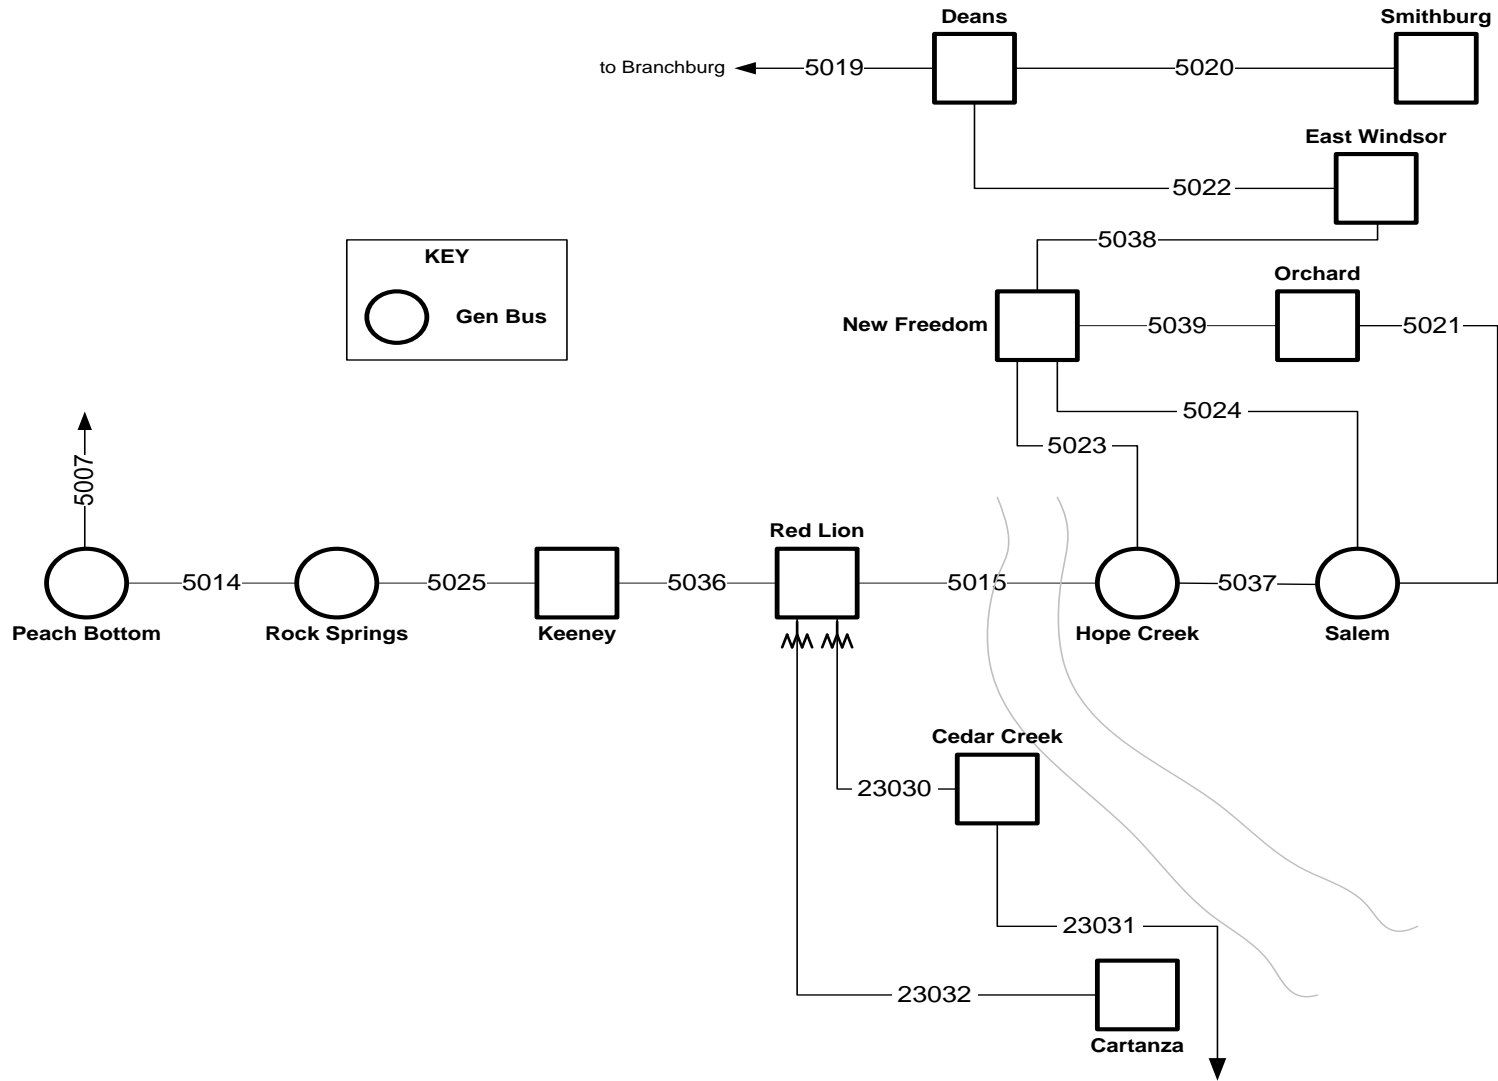 Deans
Smithburg
to Branchburg
5019
5020
East Windsor
5022
5038
KEY
Gen Bus
Orchard
New Freedom
5039
5021
5024
5023
5007
Red Lion
5014
5025
5036
5015
5037
Peach Bottom
Rock Springs
Keeney
Hope Creek
Salem
Cedar Creek
23030
23031
23032
Cartanza